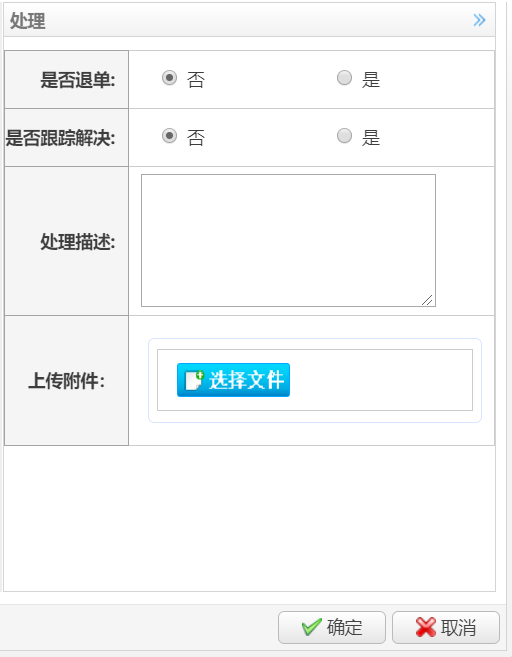 处理
是否退单: 否 是
是否跟踪解决: 否 是
处理描述:
上传附件: 选择文件
确定 取消